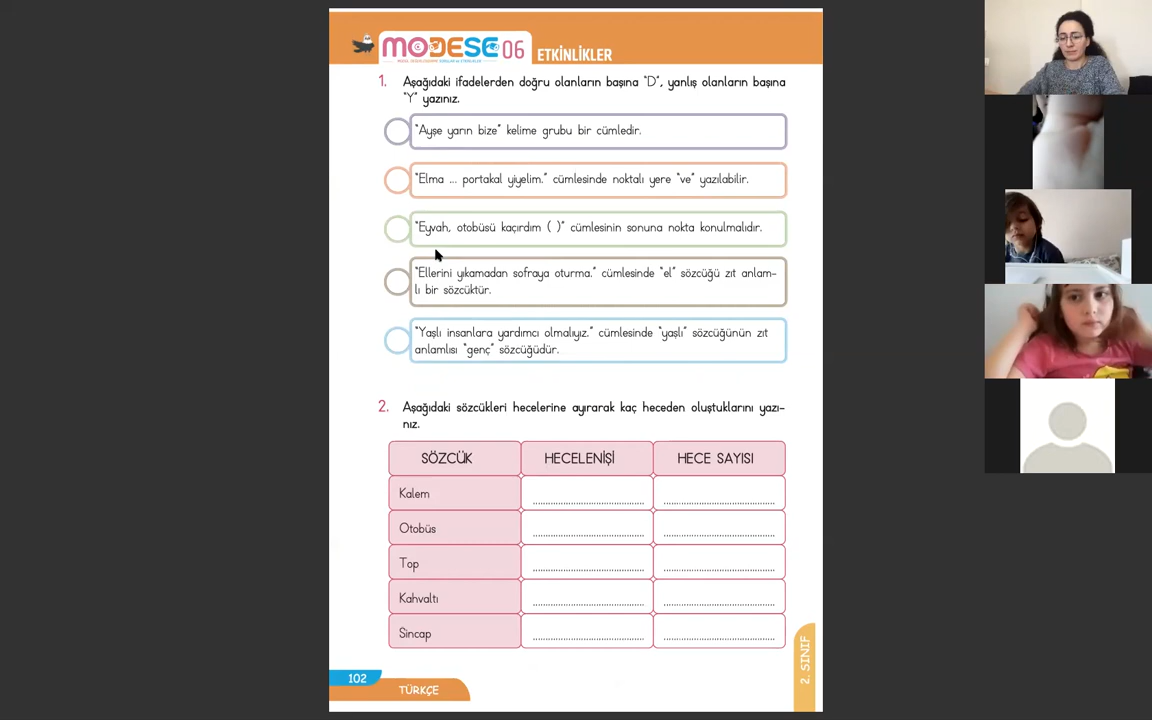 MODESE 06
ETKİNLİKLER
1. Aşağıdaki ifadelerden doğru olanların başına "D", yanlış olanların başına
"Y" yazınız.
"Ayşe yarın bize" kelime grubu bir cümledir.
"Elma ... portakal yiyelim." cümlesinde noktalı yere "ve" yazılabilir.
"Eyvah, otobüsü kaçırdım ( )" cümlesinin sonuna nokta konulmalıdır.
"Ellerini yıkamadan sofraya oturma." cümlesinde "el" sözcüğü zıt anlam-
lı bir sözcüktür.
"Yaşlı insanlara yardımcı olmalıyız." cümlesinde "yaşlı" sözcüğünün zıt
anlamlısı "genç" sözcüğüdür.
2. Aşağıdaki sözcükleri hecelerine ayırarak kaç heceden oluştuklarını yazı-
nız.
SÖZCÜK HECELENİŞİ HECE SAYISI
Kalem
Otobüs
Top
Kahvaltı
Sincap
2. SINIF
102
TÜRKÇE